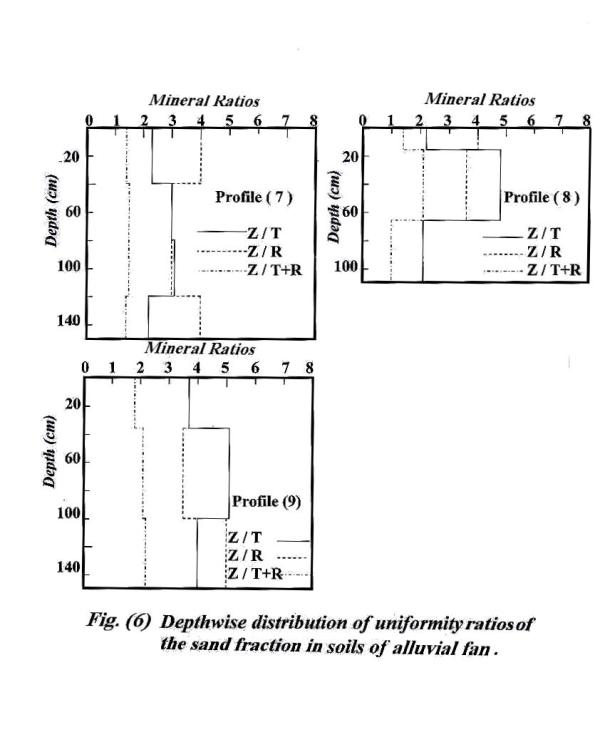 Mineral Ratios
0 1 2 3 4 5 6 7 8
20
60
100
140
Depth (cm)
Profile (7)
Z/T
Z/R
Z/T+R
Mineral Ratios
0 1 2 3 4 5 6 7 8
20
60
100
Depth (cm)
Profile (8)
Z/T
Z/R
Z/T+R
Mineral Ratios
0 1 2 3 4 5 6 7 8
20
60
100
140
Depth (cm)
Profile (9)
Z/T
Z/R
Z/T+R
Fig. (6) Depthwise distribution of uniformity ratios of
the sand fraction in soils of alluvial fan.